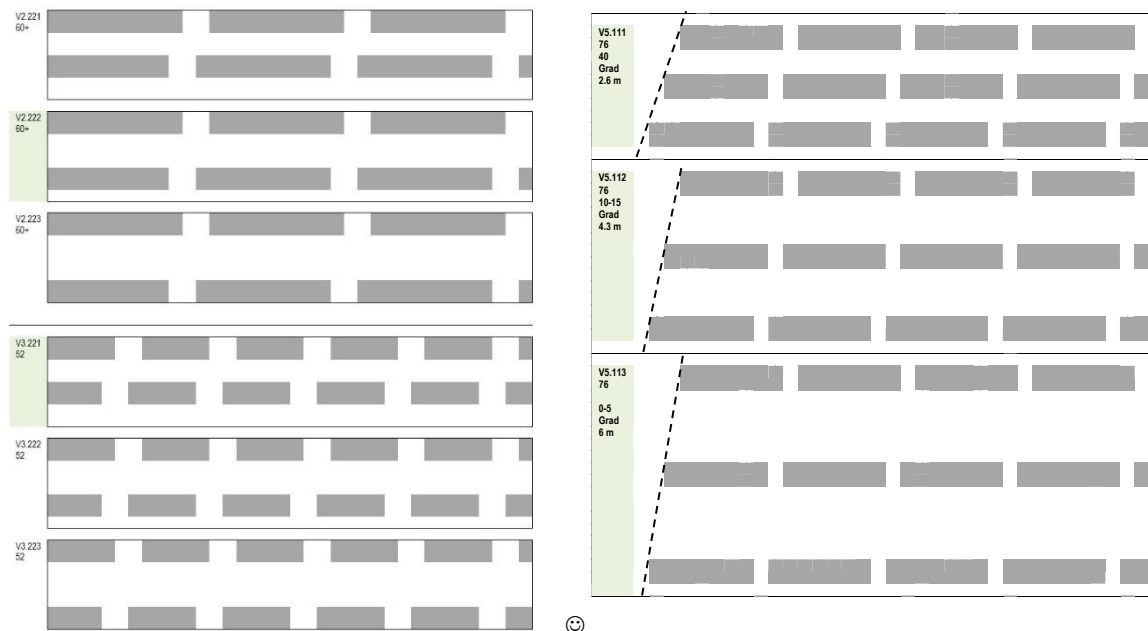 V2.221
60+
V2.222
60+
V2.223
60+
V3.221
52
V3.222
52
V3.223
52
V5.111
76
40
Grad
2.6 m
V5.112
76
10-15
Grad
4.3 m
V5.113
76
0-5
Grad
6 m
☺